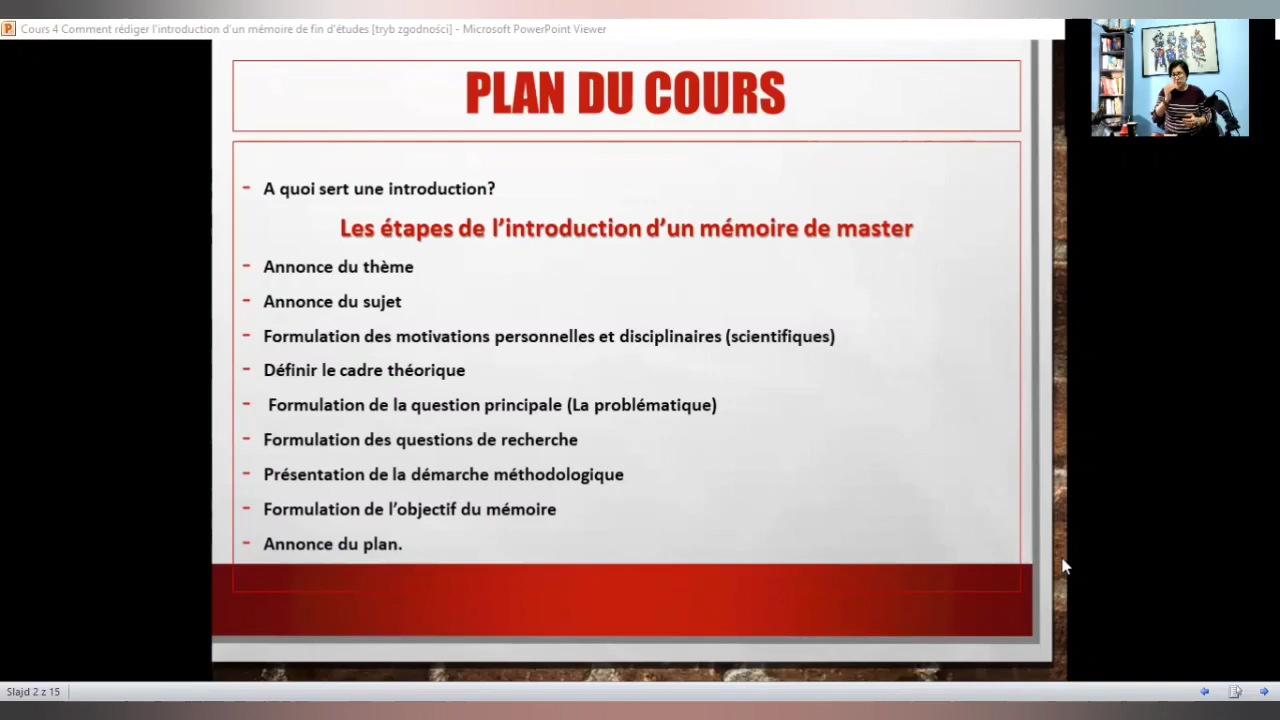 Cours 4 Comment rédiger l'introduction d'un mémoire de fin d'études [tryb zgodności] - Microsoft PowerPoint Viewer
PLAN DU COURS
- A quoi sert une introduction?
Les étapes de l'introduction d'un mémoire de master
- Annonce du thème
- Annonce du sujet
- Formulation des motivations personnelles et disciplinaires (scientifiques)
- Définir le cadre théorique
- Formulation de la question principale (La problématique)
- Formulation des questions de recherche
- Présentation de la démarche méthodologique
- Formulation de l'objectif du mémoire
- Annonce du plan.
Slajd 2 z 15